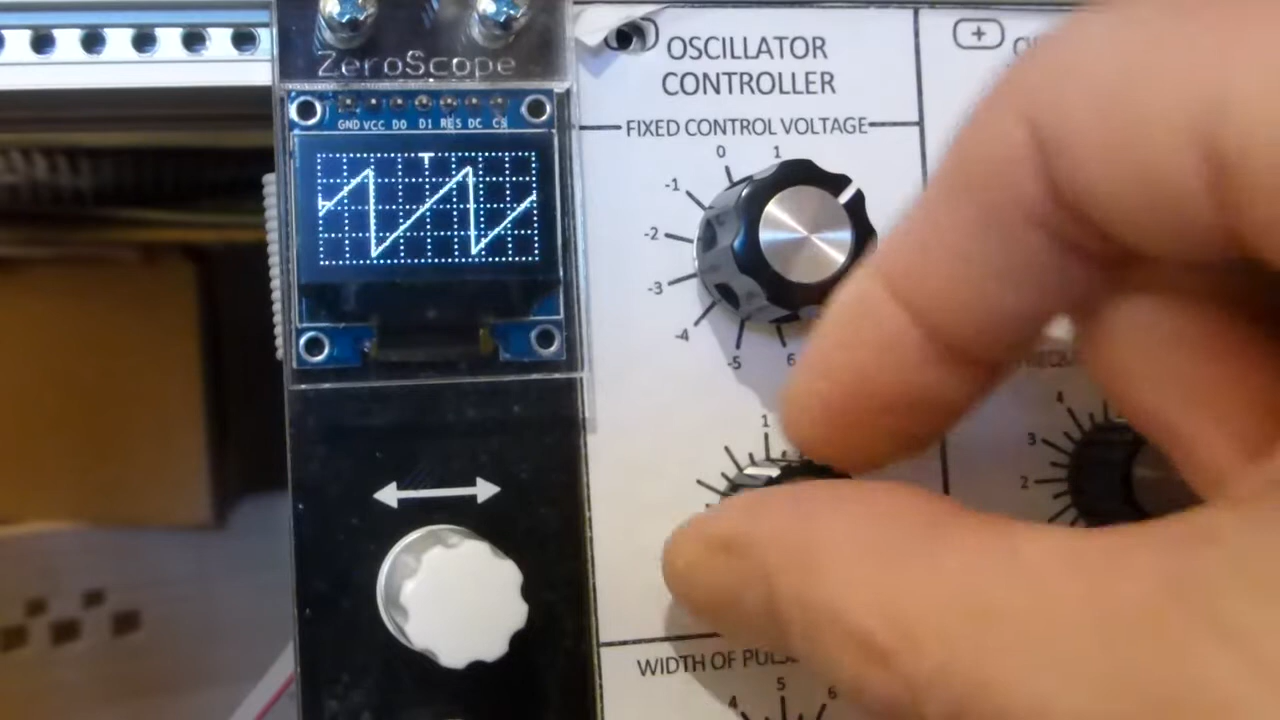 ZeroScope
GND VCC D0 D1 RES DC CS
OSCILLATOR
CONTROLLER
FIXED CONTROL VOLTAGE
0 1
-1
-2
-3
-4
-5
6
1
4
3
2
WIDTH OF
4 5 6